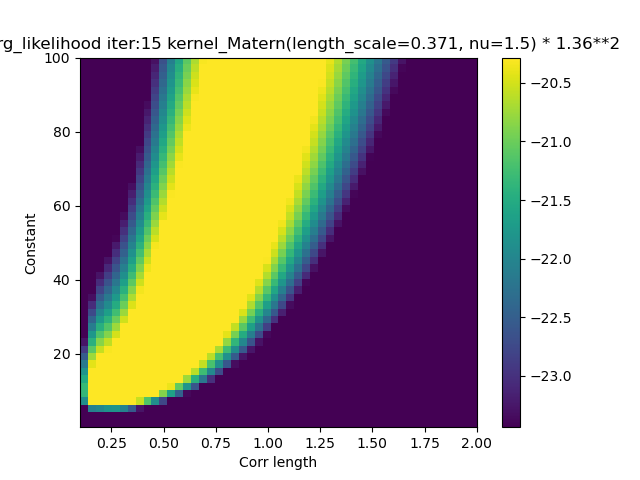 rg_likelihood iter:15 kernel_Matern(length_scale=0.371, nu=1.5) * 1.36**2
100
80
60
40
20
Constant
0.25 0.50 0.75 1.00 1.25 1.50 1.75 2.00
Corr length
−20.5
−21.0
−21.5
−22.0
−22.5
−23.0